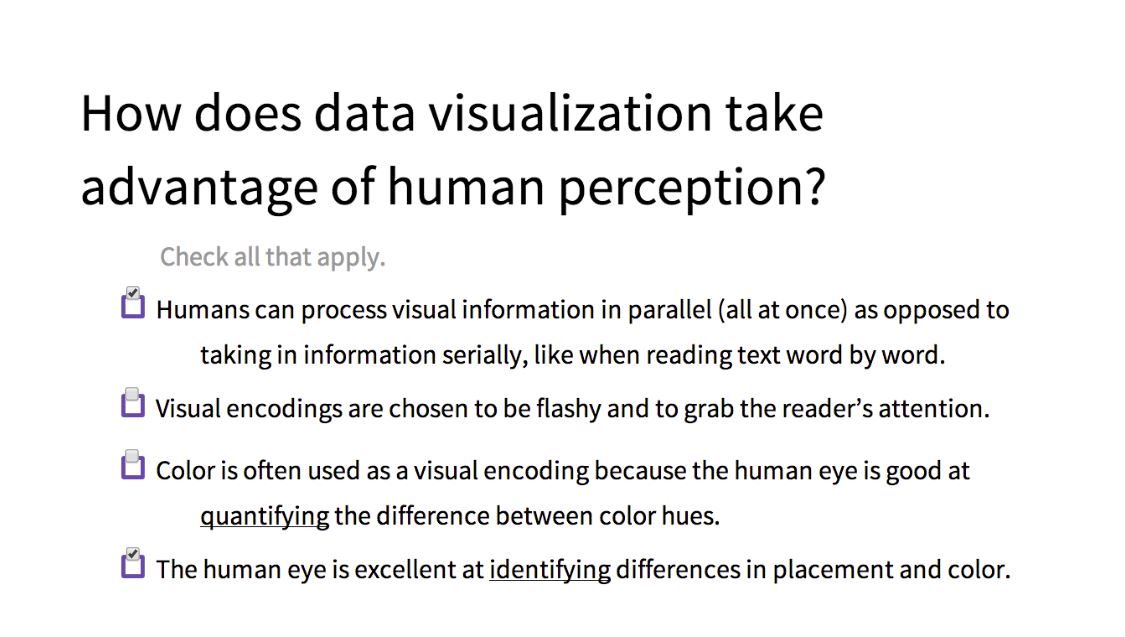 How does data visualization take
advantage of human perception?
Check all that apply.
Humans can process visual information in parallel (all at once) as opposed to
taking in information serially, like when reading text word by word.
Visual encodings are chosen to be flashy and to grab the reader’s attention.
Color is often used as a visual encoding because the human eye is good at
quantifying the difference between color hues.
The human eye is excellent at identifying differences in placement and color.